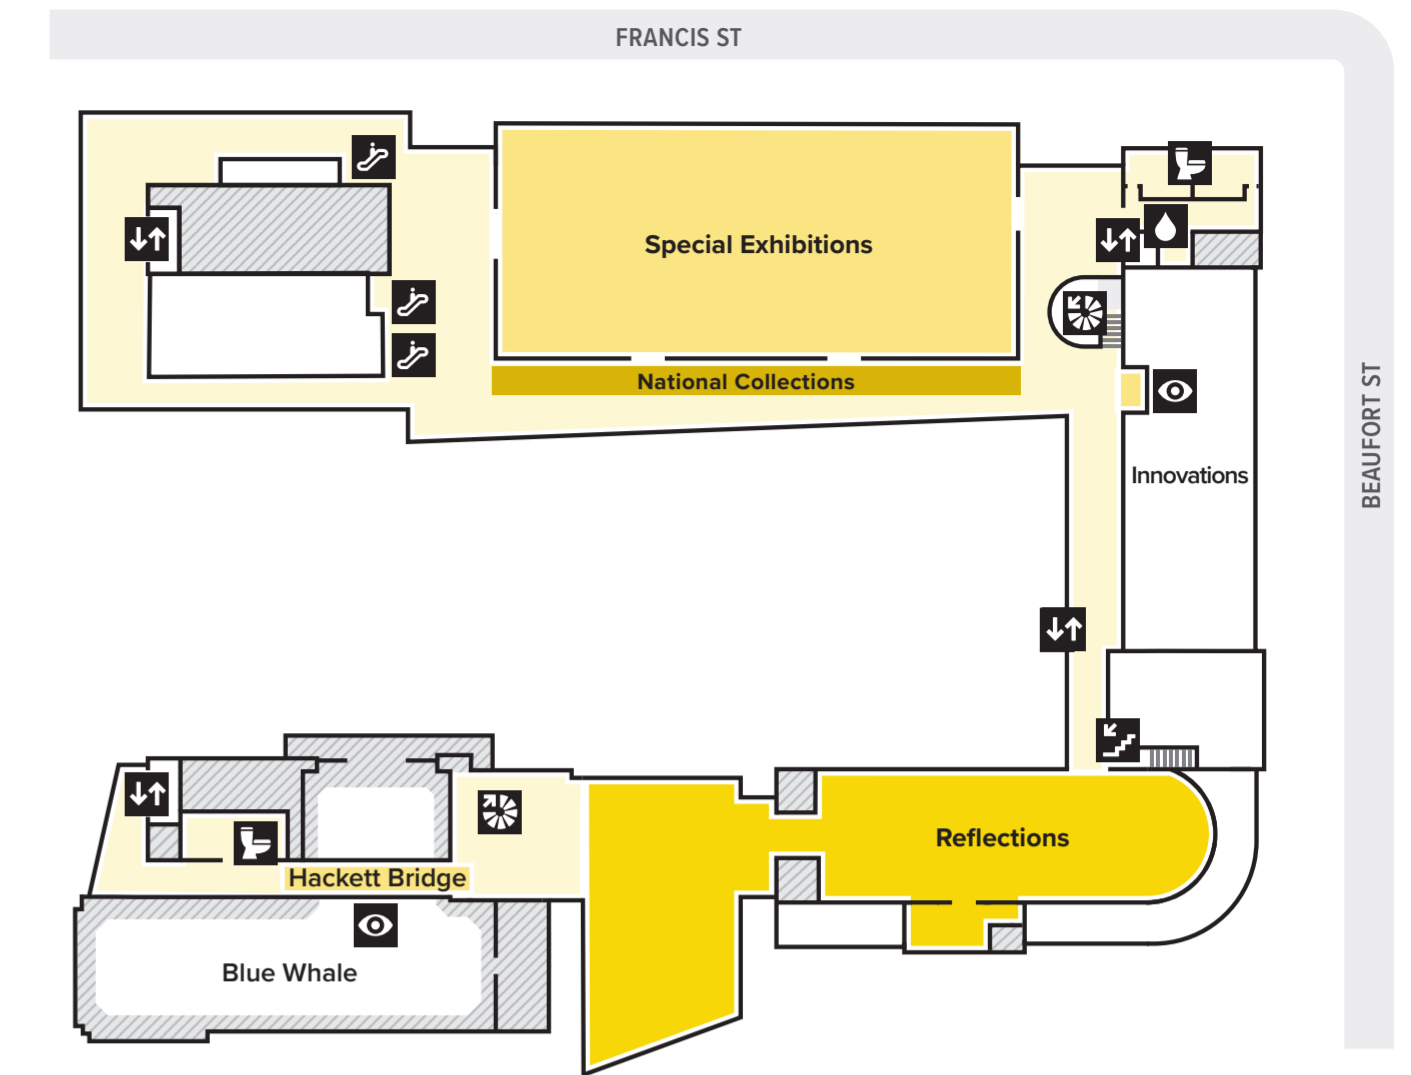 FRANCIS ST
Special Exhibitions
National Collections
BEAUFORT ST
Innovations
Reflections
Hackett Bridge
Blue Whale